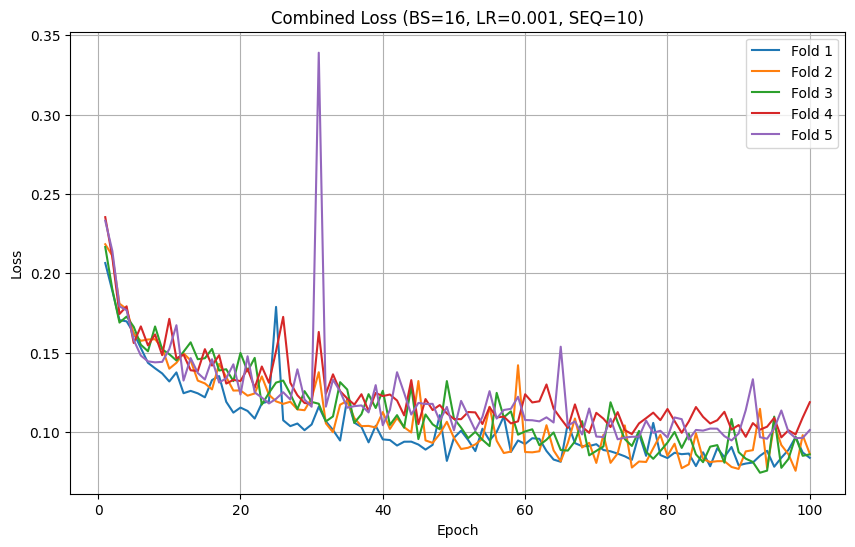 Combined Loss (BS=16, LR=0.001, SEQ=10)
0.35
0.30
0.25
0.20
0.15
0.10
Loss
Fold 1
Fold 2
Fold 3
Fold 4
Fold 5
0 20 40 60 80 100
Epoch